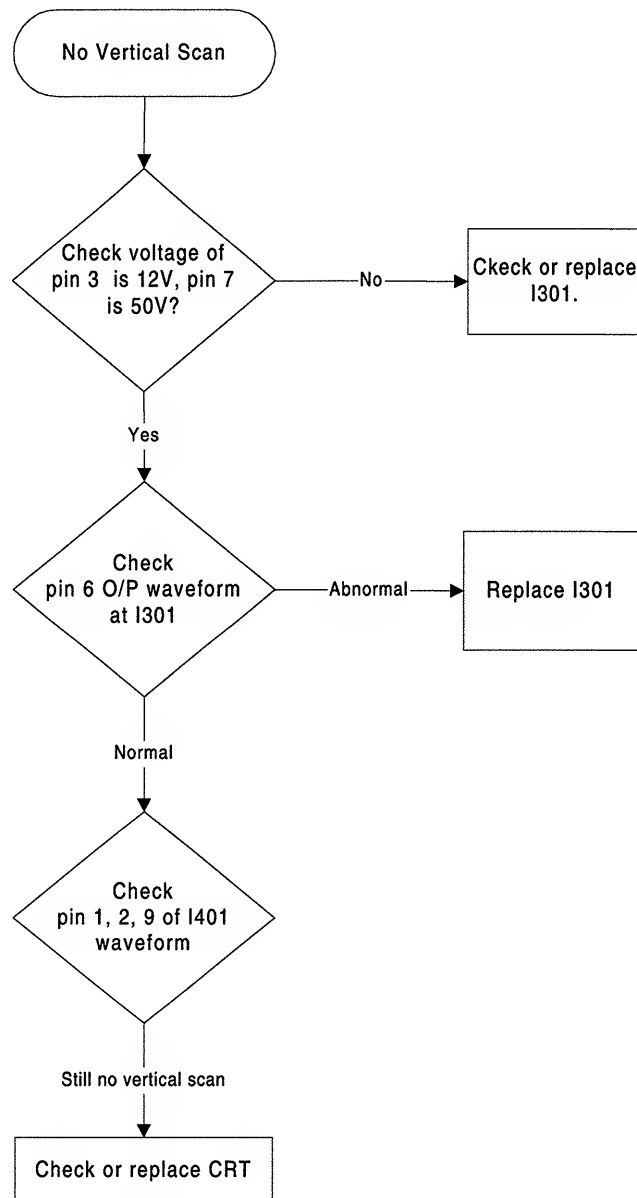 No Vertical Scan
Check voltage of
pin 3 is 12V, pin 7
is 50V?
No
Ckeck or replace
I301.
Yes
Check
pin 6 O/P waveform
at I301
Abnormal
Replace I301
Normal
Check
pin 1, 2, 9 of I401
waveform
Still no vertical scan
Check or replace CRT